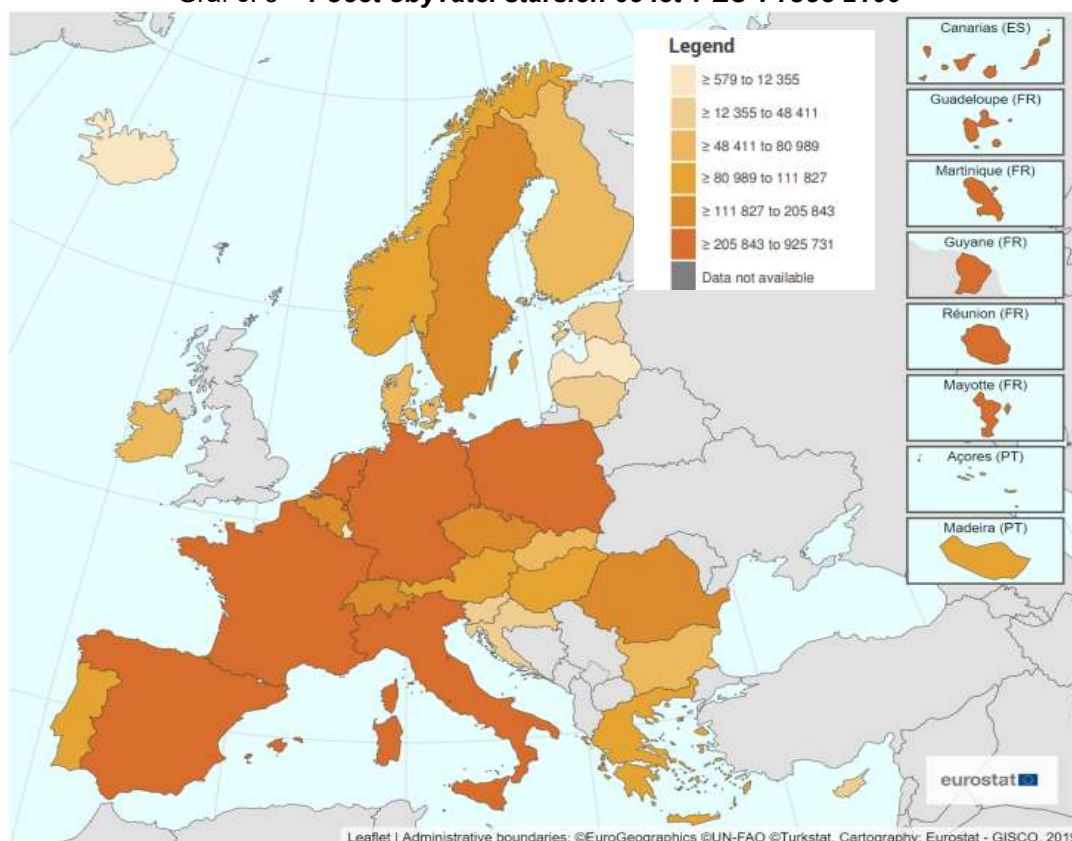 Legend
≥ 579 to 12 355
≥ 12 355 to 48 411
≥ 48 411 to 80 989
≥ 80 989 to 111 827
≥ 111 827 to 205 843
≥ 205 843 to 925 731
Data not available
Canarias (ES)
Guadeloupe (FR)
Martinique (FR)
Guyane (FR)
Réunion (FR)
Mayotte (FR)
Açores (PT)
Madeira (PT)
eurostat
Leaflet | Administrative boundaries: ©EuroGeographics ©UN-FAO ©Turkstat, Cartography: Eurostat - GISCO, 2019